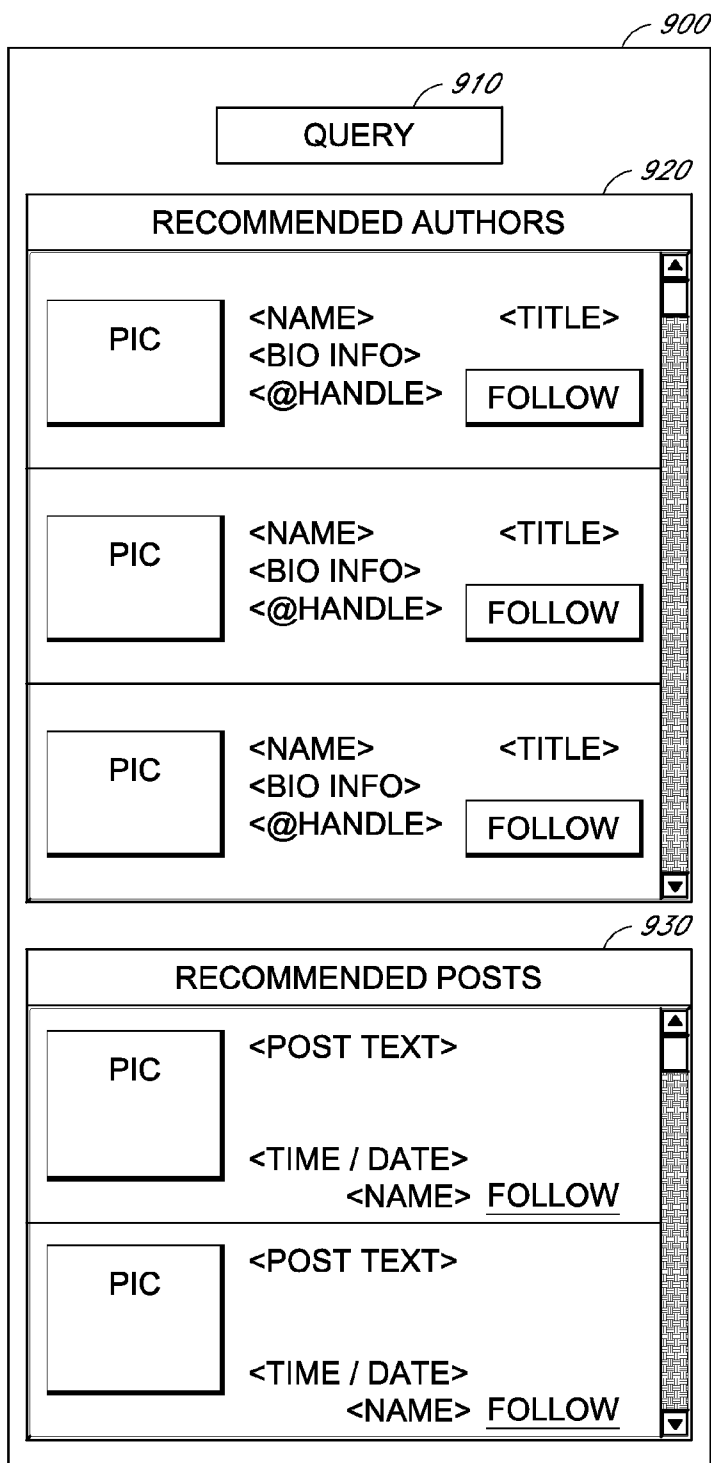 900
910
QUERY
920
RECOMMENDED AUTHORS
PIC
<NAME> <TITLE>
<BIO INFO>
<@HANDLE> FOLLOW
PIC
<NAME> <TITLE>
<BIO INFO>
<@HANDLE> FOLLOW
PIC
<NAME> <TITLE>
<BIO INFO>
<@HANDLE> FOLLOW
930
RECOMMENDED POSTS
PIC
<POST TEXT>
<TIME / DATE>
<NAME> FOLLOW
PIC
<POST TEXT>
<TIME / DATE>
<NAME> FOLLOW